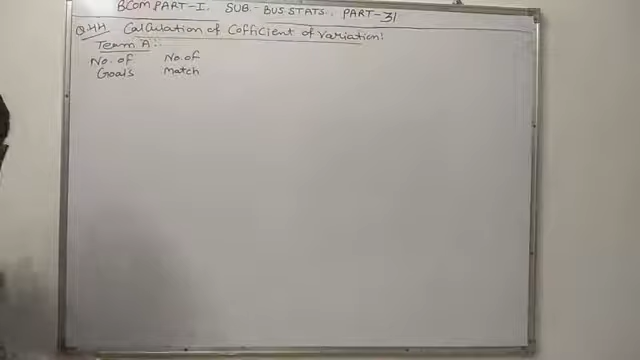 BCOM.PART-I. SUB.- BUS.STATS. PART-31
Q.44 Calculation of Cofficient of Variation:
Team A:-
No. of No. of
Goals Match